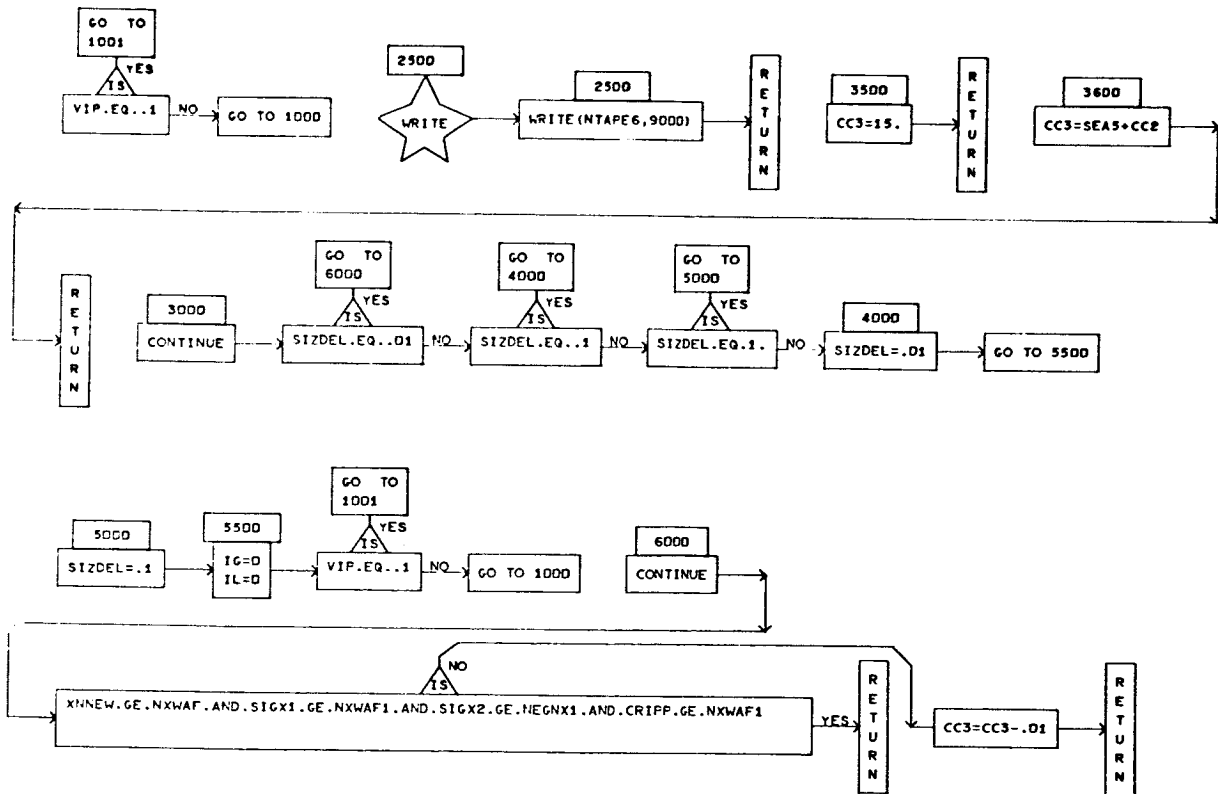 GO TO
1001
YES
IS
VIP.EQ..1
NO
GO TO 1000
2500
WRITE
2500
WRITE(NTAPE6,9000)
RETURN
3500
CC3=15.
RETURN
3600
CC3=SEA5+CC2
RETURN
3000
CONTINUE
GO TO
6000
YES
IS
SIZDEL.EQ..01
NO
GO TO
4000
YES
IS
SIZDEL.EQ..1
NO
GO TO
5000
YES
IS
SIZDEL.EQ.1.
NO
4000
SIZDEL=.01
GO TO 5500
5000
SIZDEL=.1
5500
IG=0
IL=0
GO TO
1001
YES
IS
VIP.EQ..1
NO
GO TO 1000
6000
CONTINUE
NO
IS
XNNEW.GE.NXWAF.AND.SIGX1.GE.NXWAF1.AND.SIGX2.GE.NEGNX1.AND.CRIPP.GE.NXWAF1
YES
RETURN
CC3=CC3-.01
RETURN